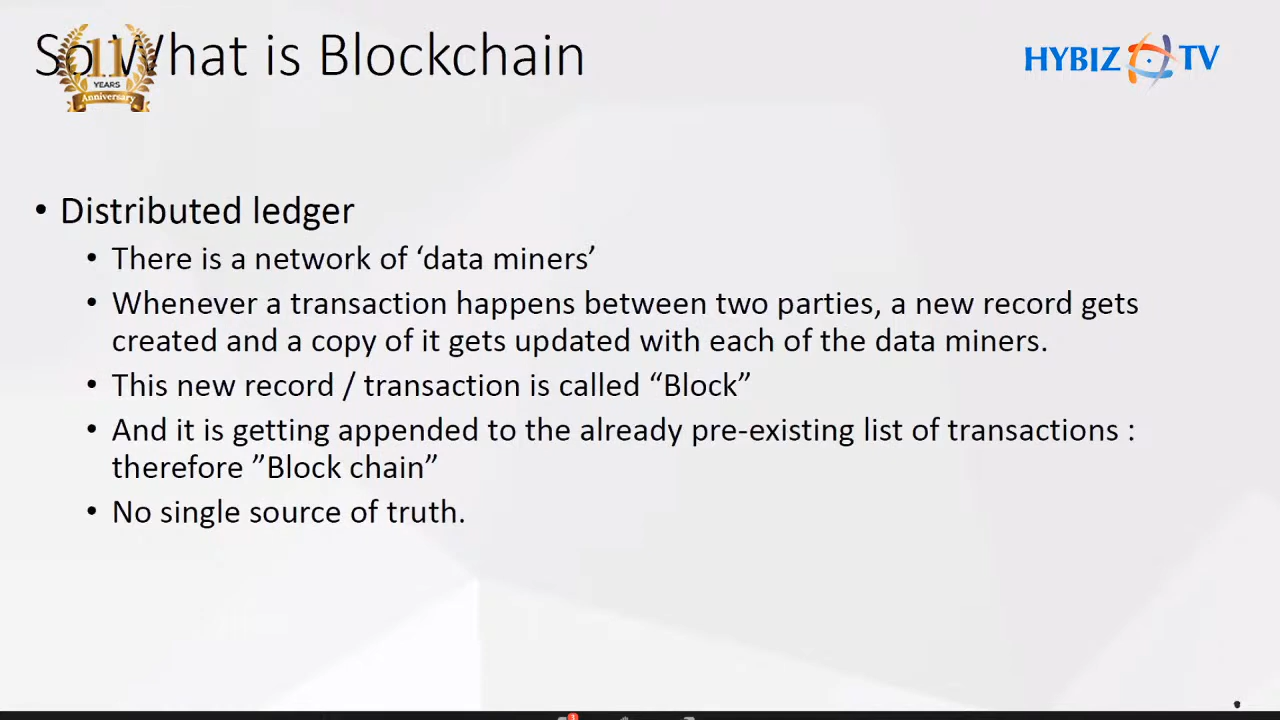 So What is Blockchain
11
YEARS
Anniversary
HYBIZ TV
• Distributed ledger
• There is a network of ‘data miners’
• Whenever a transaction happens between two parties, a new record gets
created and a copy of it gets updated with each of the data miners.
• This new record / transaction is called “Block”
• And it is getting appended to the already pre-existing list of transactions :
therefore ”Block chain”
• No single source of truth.